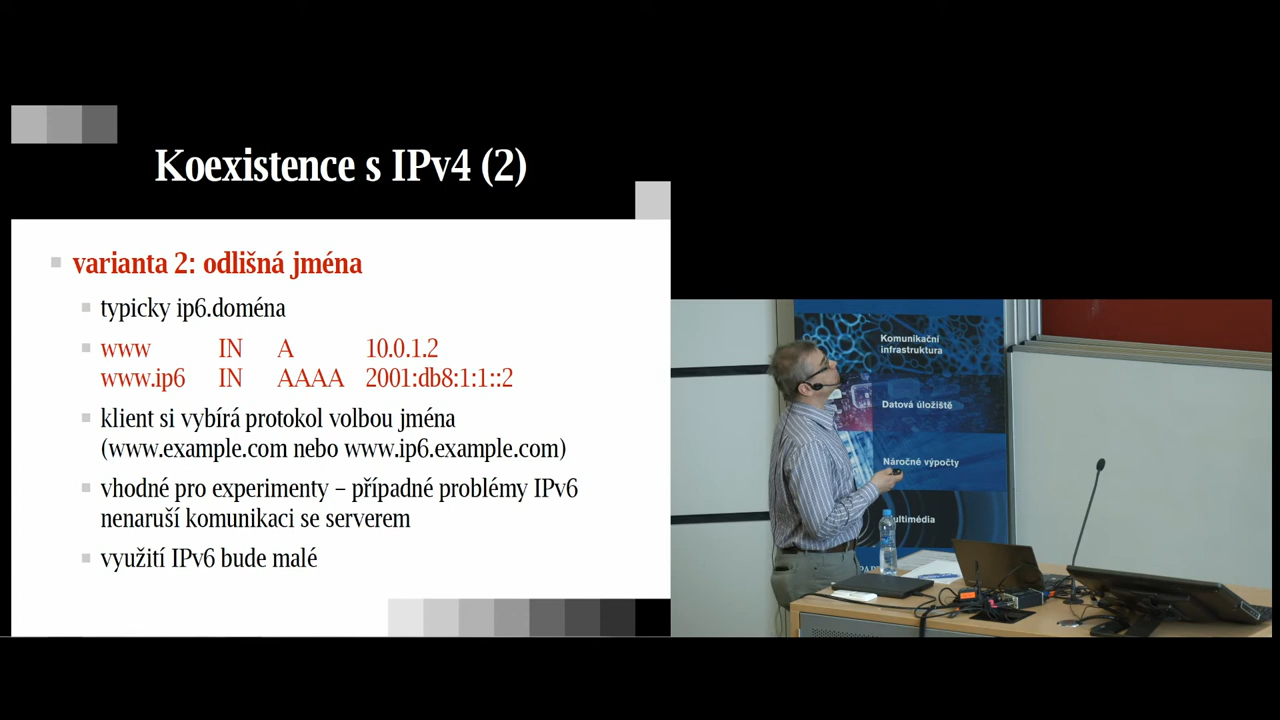 Koexistence s IPv4 (2)
varianta 2: odlišná jména
typicky ip6.doména
www IN A 10.0.1.2
www.ip6 IN AAAA 2001:db8:1:1::2
klient si vybírá protokol volbou jména
(www.example.com nebo www.ip6.example.com)
vhodné pro experimenty – případné problémy IPv6
nenaruší komunikaci se serverem
využití IPv6 bude malé
Komunikační
infrastruktura
Datová úložiště
Náročné výpočty
ultimédia